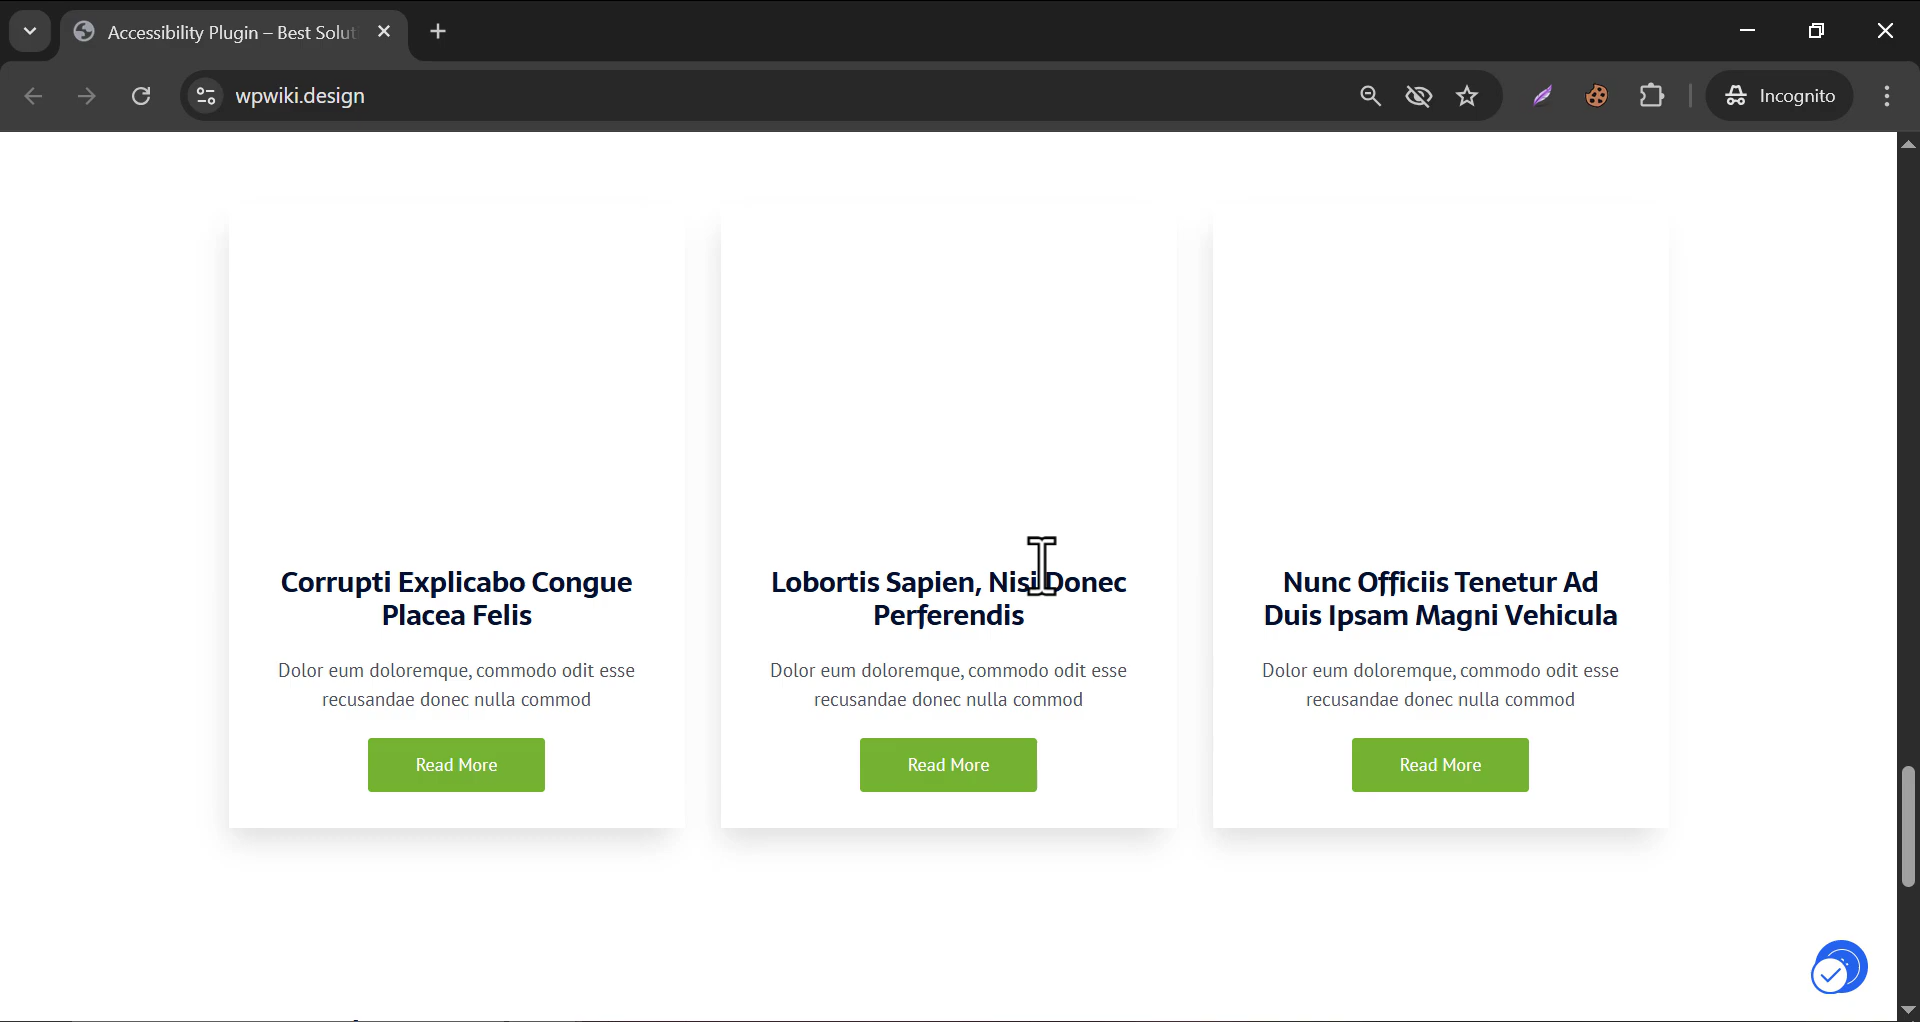 Accessibility Plugin – Best Solut
wpwiki.design
Incognito
Corrupti Explicabo Congue
Placea Felis
Dolor eum doloremque, commodo odit esse
recusandae donec nulla commod
Read More
Lobortis Sapien, Nisi Donec
Perferendis
Dolor eum doloremque, commodo odit esse
recusandae donec nulla commod
Read More
Nunc Officiis Tenetur Ad
Duis Ipsam Magni Vehicula
Dolor eum doloremque, commodo odit esse
recusandae donec nulla commod
Read More